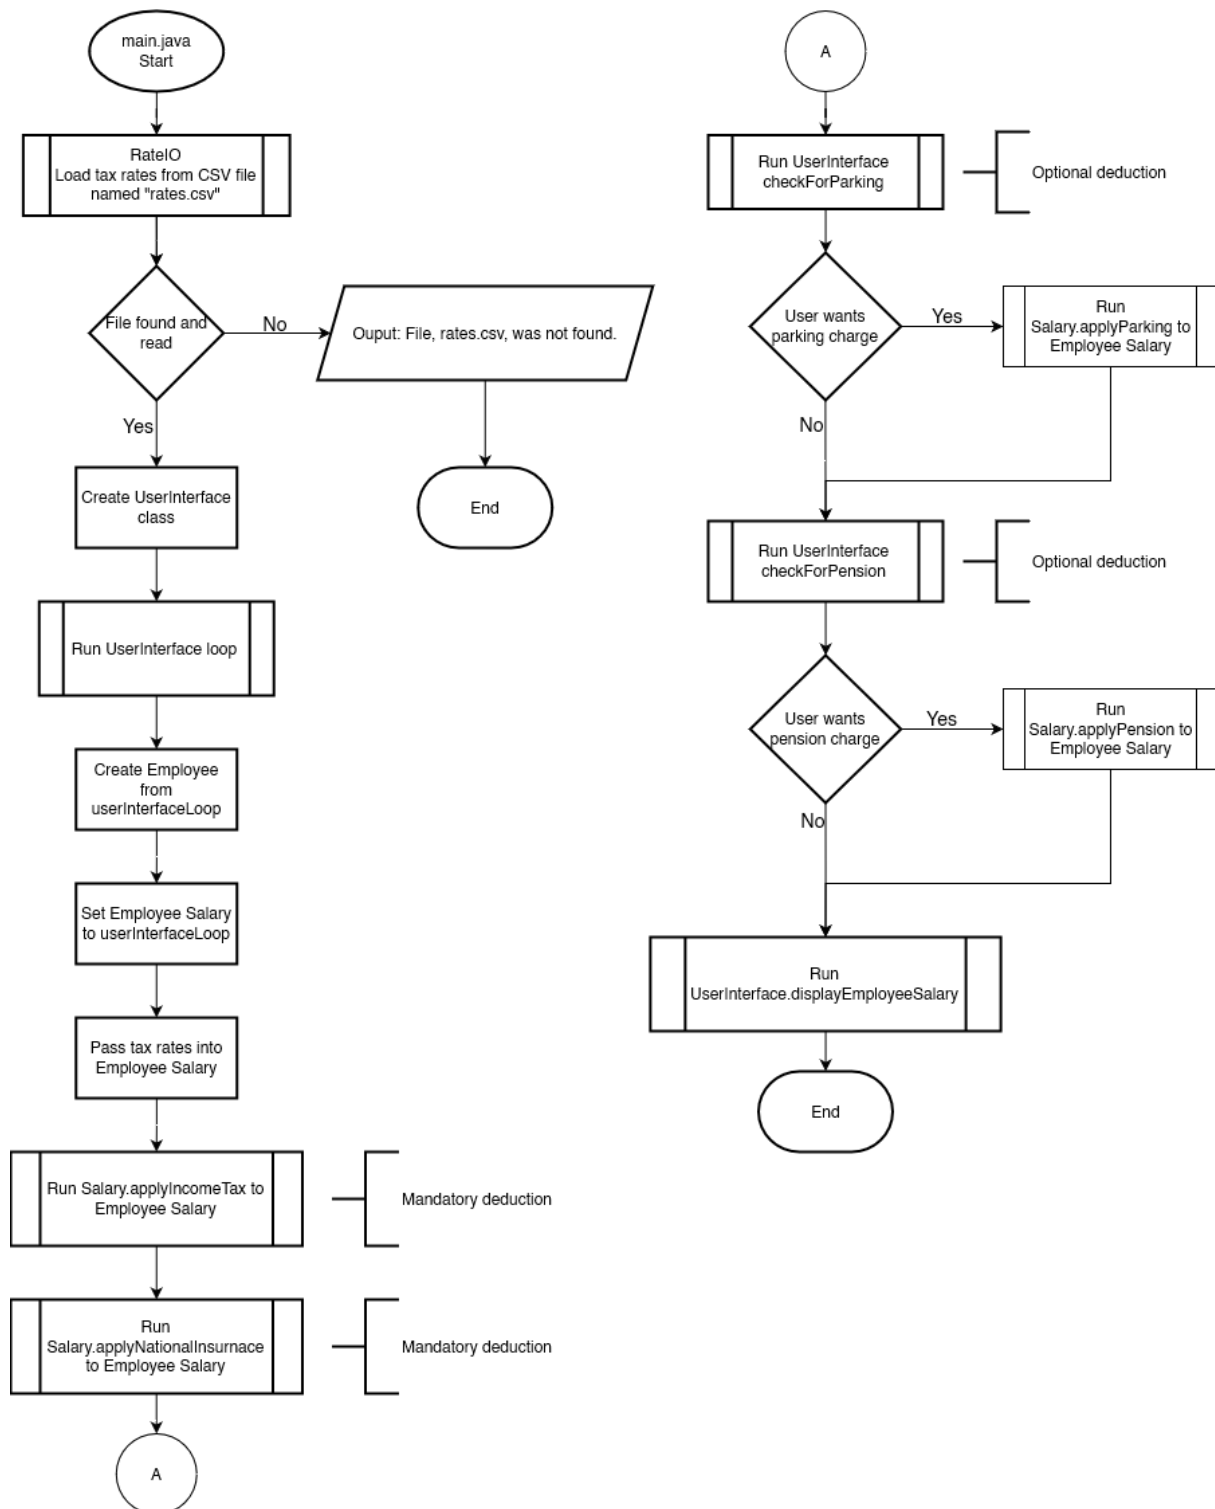 main.java
Start
RateIO
Load tax rates from CSV file
named "rates.csv"
File found and
read
No
Ouput: File, rates.csv, was not found.
End
Yes
Create UserInterface
class
Run UserInterface loop
Create Employee
from
userInterfaceLoop
Set Employee Salary
to userInterfaceLoop
Pass tax rates into
Employee Salary
Run Salary.applyIncomeTax to
Employee Salary
Mandatory deduction
Run
Salary.applyNationalInsurnace
to Employee Salary
Mandatory deduction
A
A
Run UserInterface
checkForParking
Optional deduction
User wants
parking charge
Yes
Run
Salary.applyParking to
Employee Salary
No
Run UserInterface
checkForPension
Optional deduction
User wants
pension charge
Yes
Run
Salary.applyPension to
Employee Salary
No
Run
UserInterface.displayEmployeeSalary
End